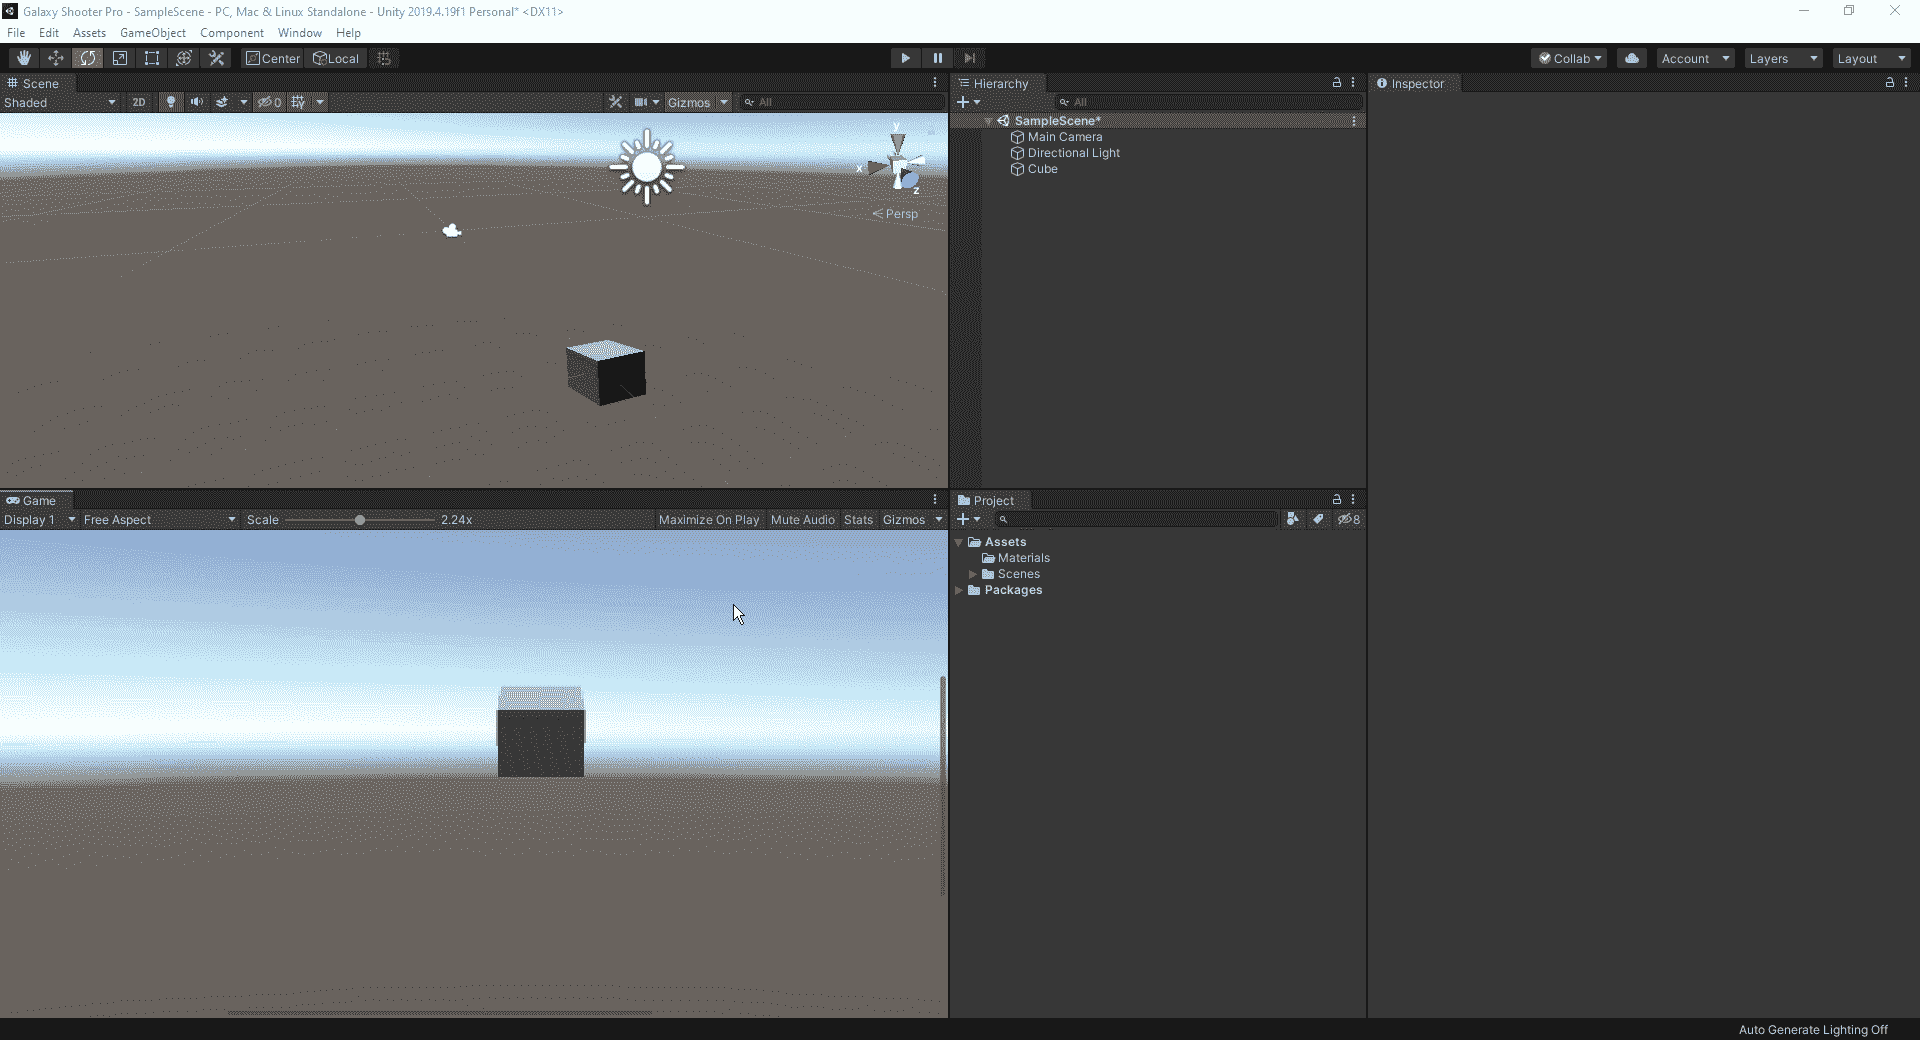 Galaxy Shooter Pro - SampleScene - PC, Mac & Linux Standalone - Unity 2019.4.19f1 Personal* <DX11>
File Edit Assets GameObject Component Window Help
Center Local Collab Account Layers Layout
Scene
Shaded 2D 0 Gizmos All
y
x
z
Persp
Hierarchy
All
SampleScene*
Main Camera
Directional Light
Cube
Inspector
Game
Display 1 Free Aspect Scale 2.24x Maximize On Play Mute Audio Stats Gizmos
Project
8
Assets
Materials
Scenes
Packages
Auto Generate Lighting Off